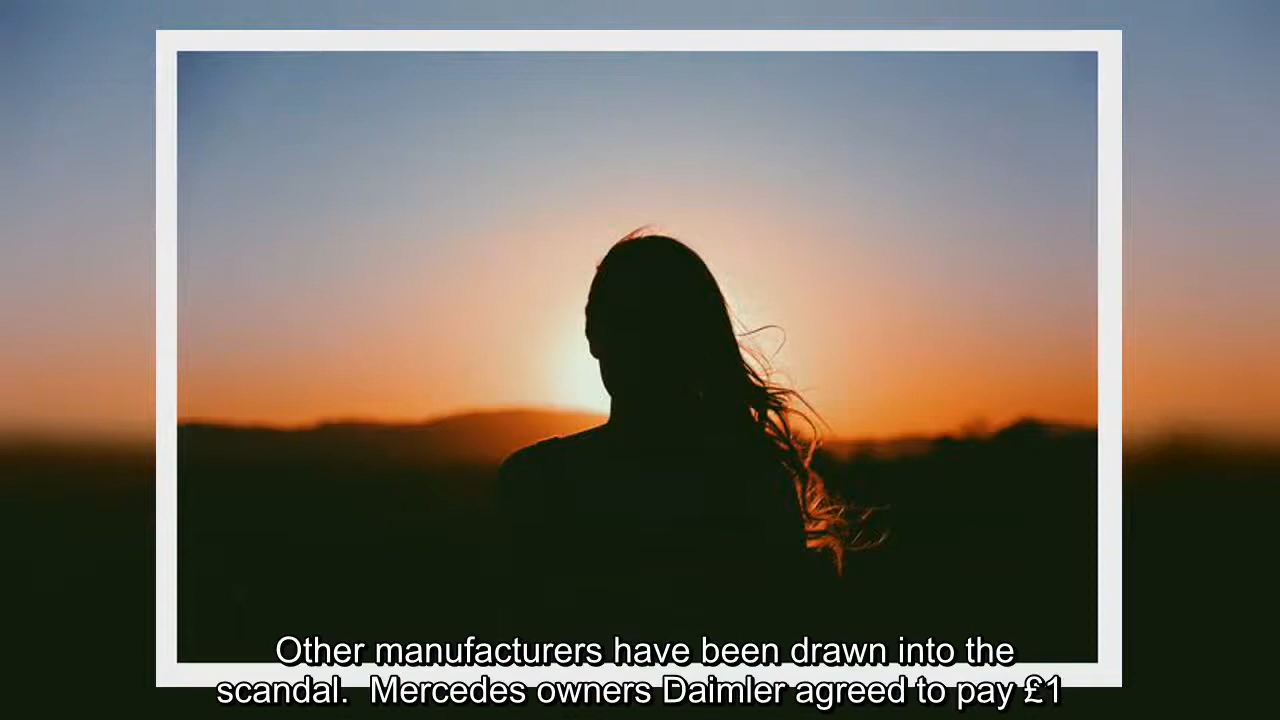 Other manufacturers have been drawn into the
scandal.  Mercedes owners Daimler agreed to pay £1